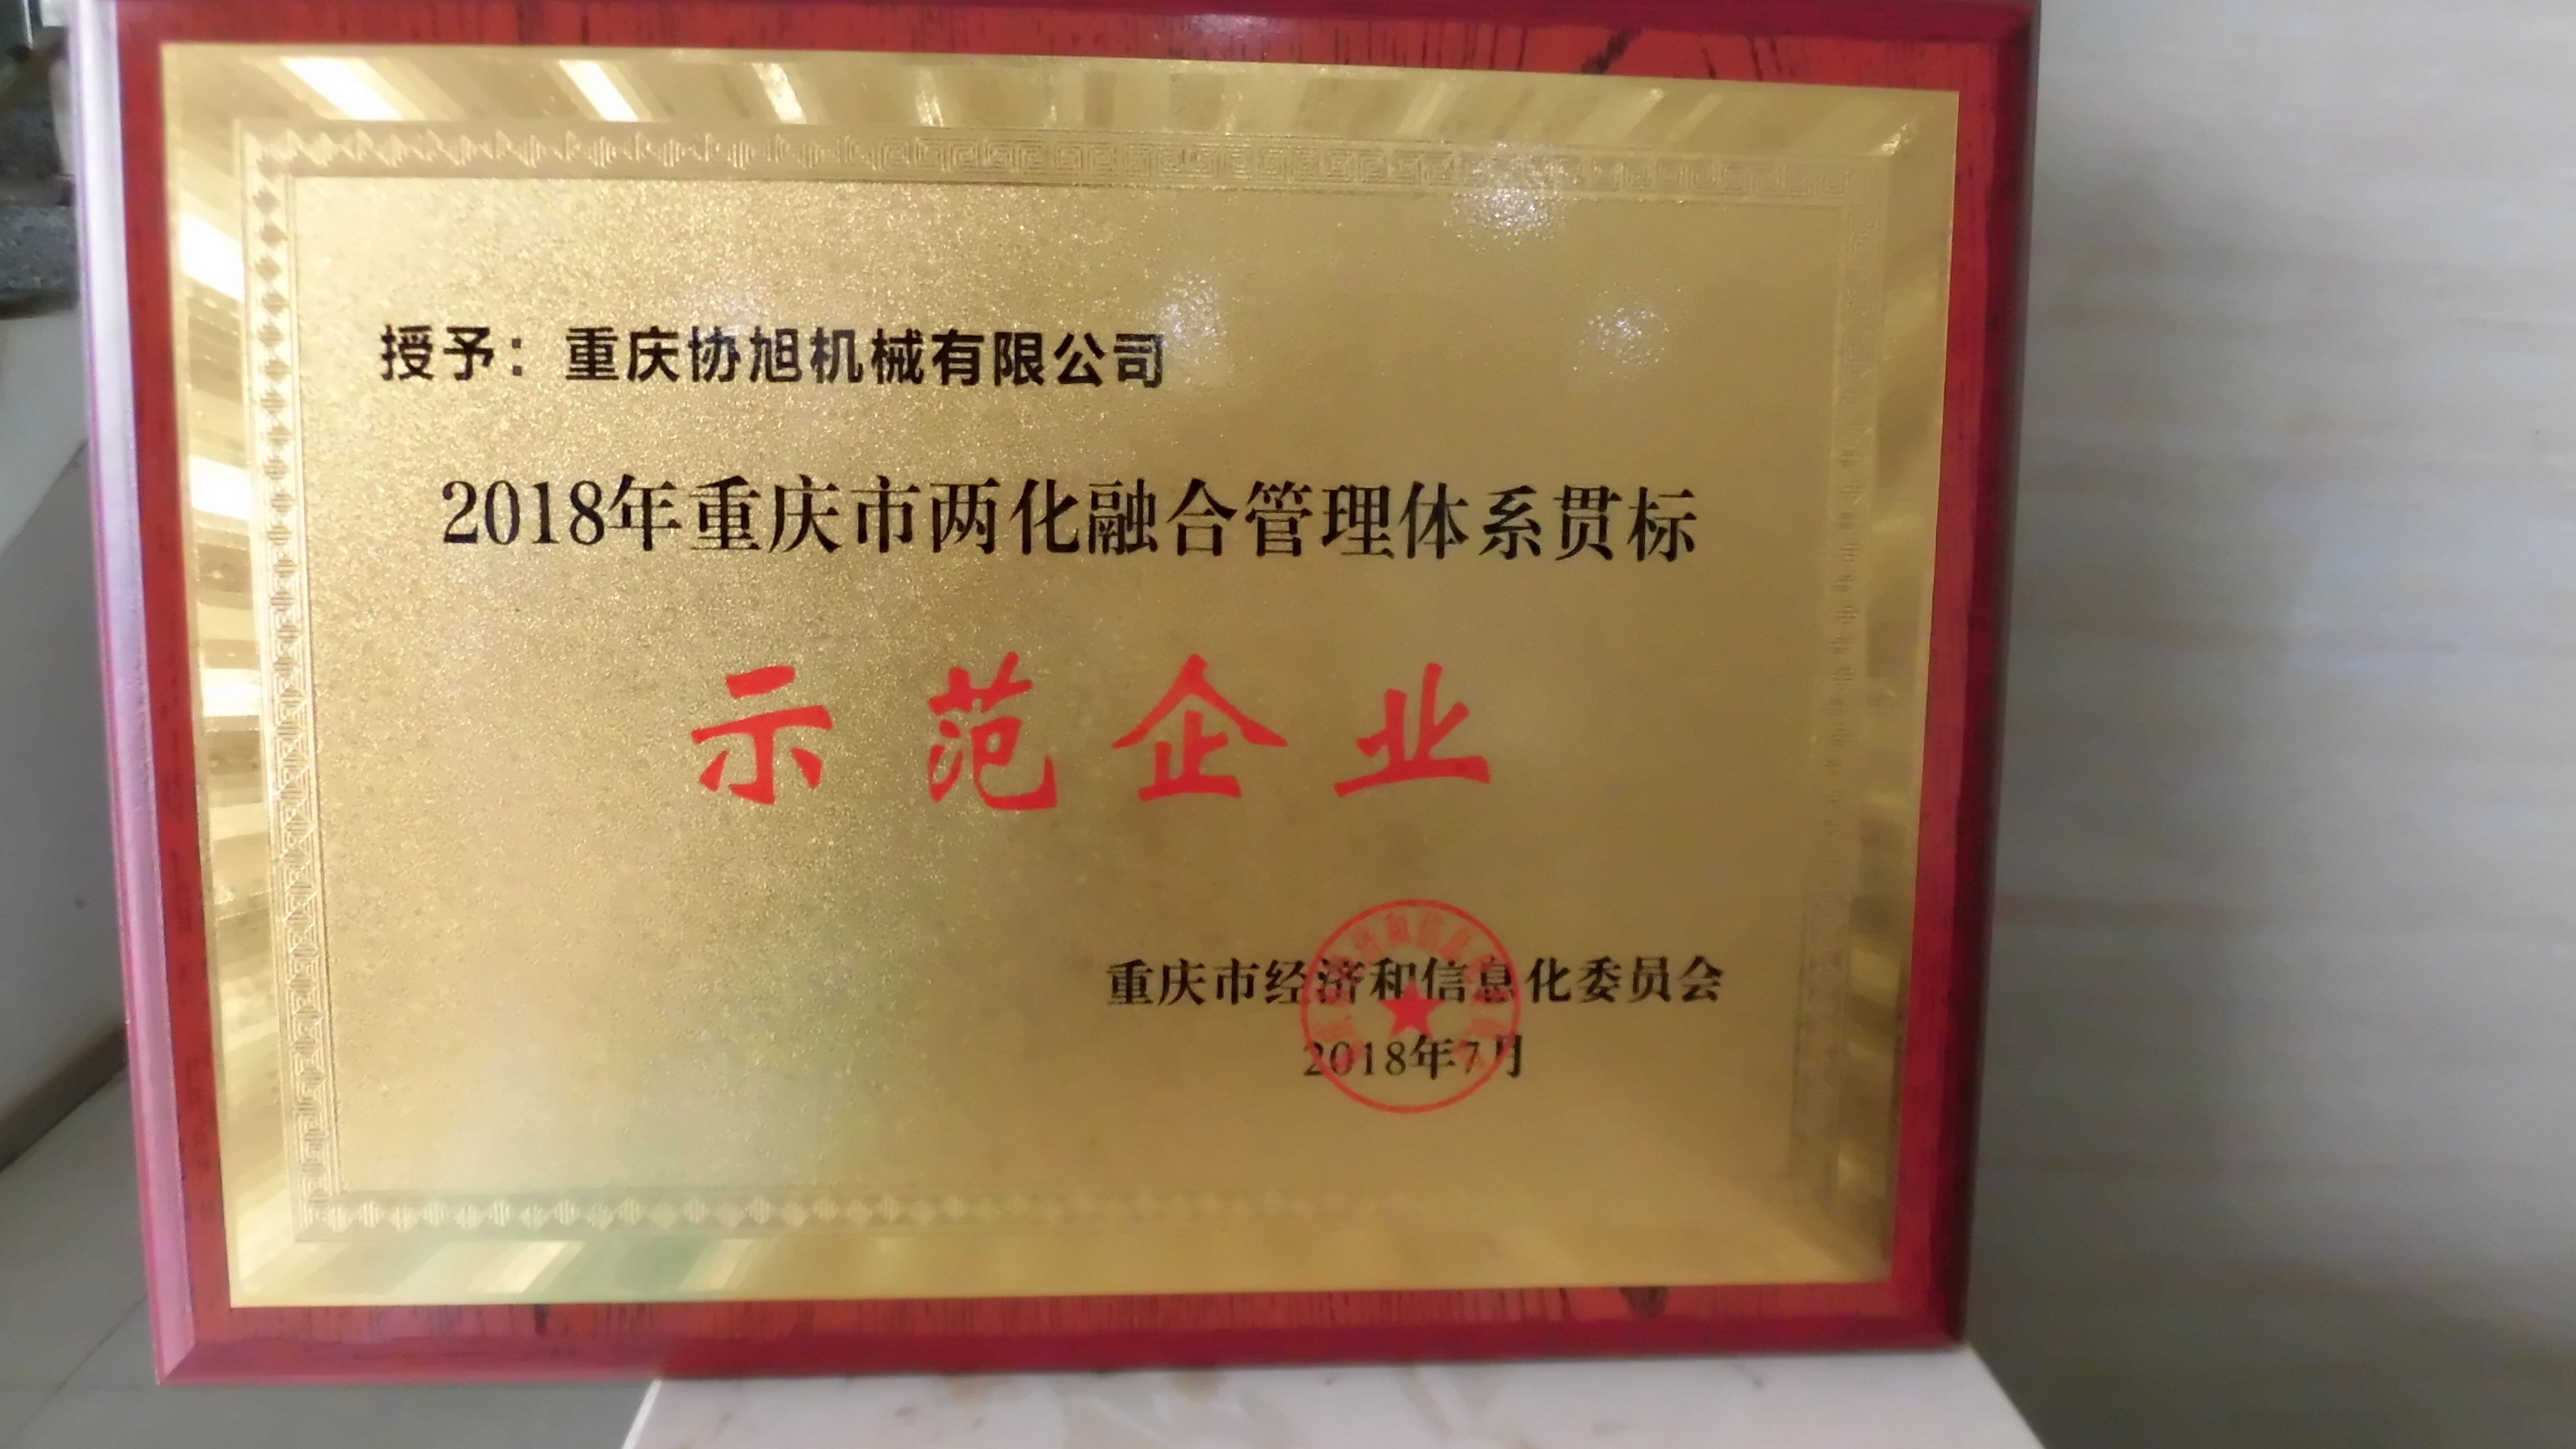 授予：重庆协旭机械有限公司
2018年重庆市两化融合管理体系贯标
示范企业
重庆市经济和信息化委员会
2018年7月